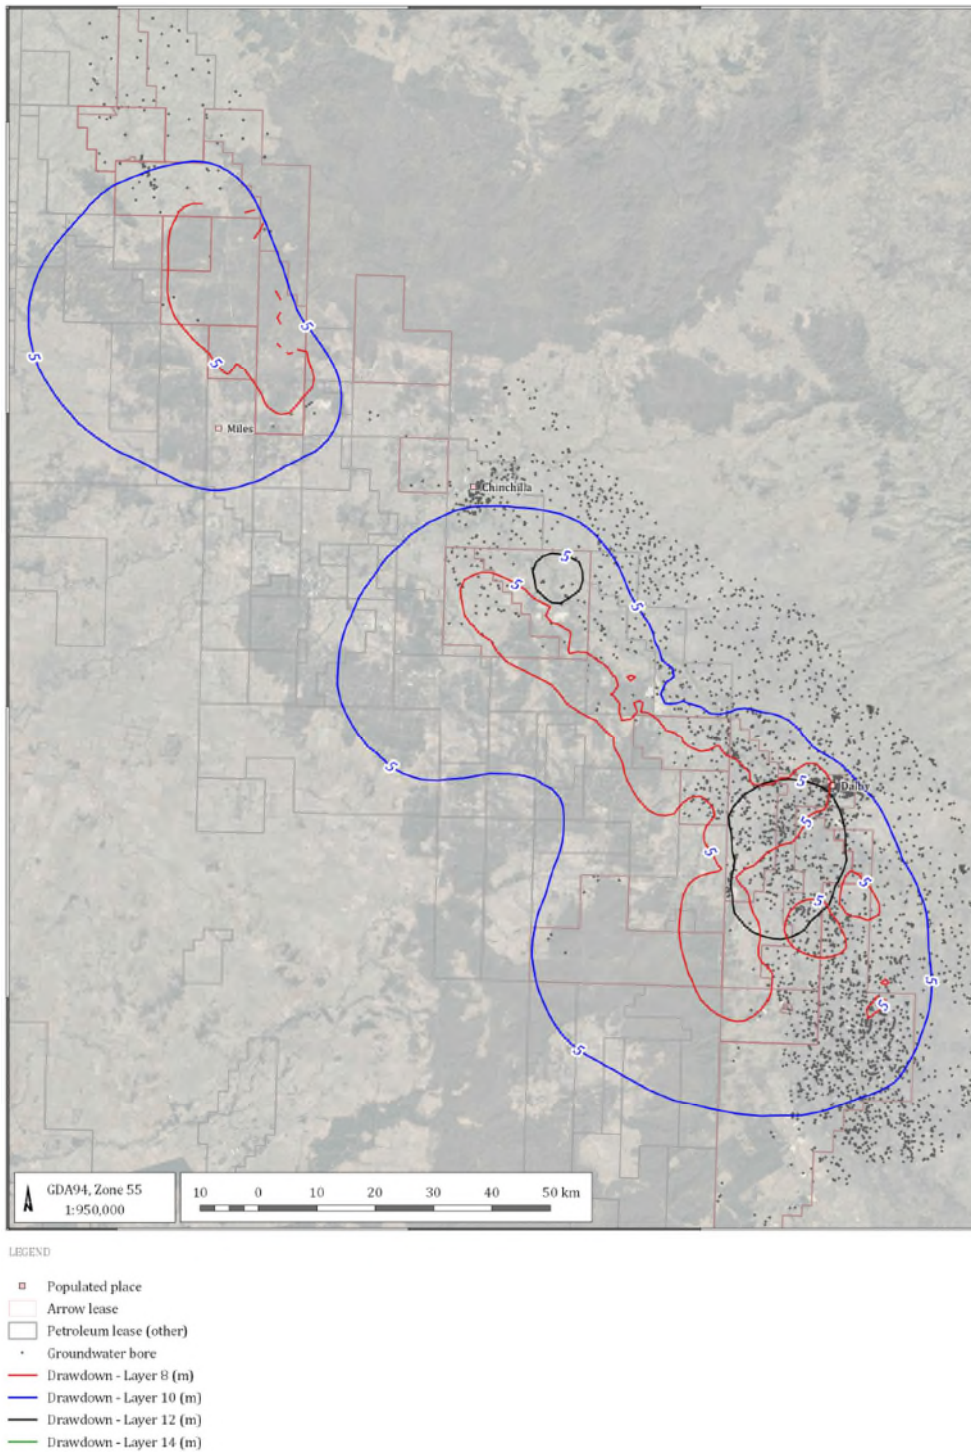 5
5
5
Miles
Chinchilla
5
5
5
5
5
Dalby
5
5
5
5
5
5
5
GDA94, Zone 55
1:950,000
10 0 10 20 30 40 50 km
LEGEND
Populated place
Arrow lease
Petroleum lease (other)
Groundwater bore
Drawdown - Layer 8 (m)
Drawdown - Layer 10 (m)
Drawdown - Layer 12 (m)
Drawdown - Layer 14 (m)